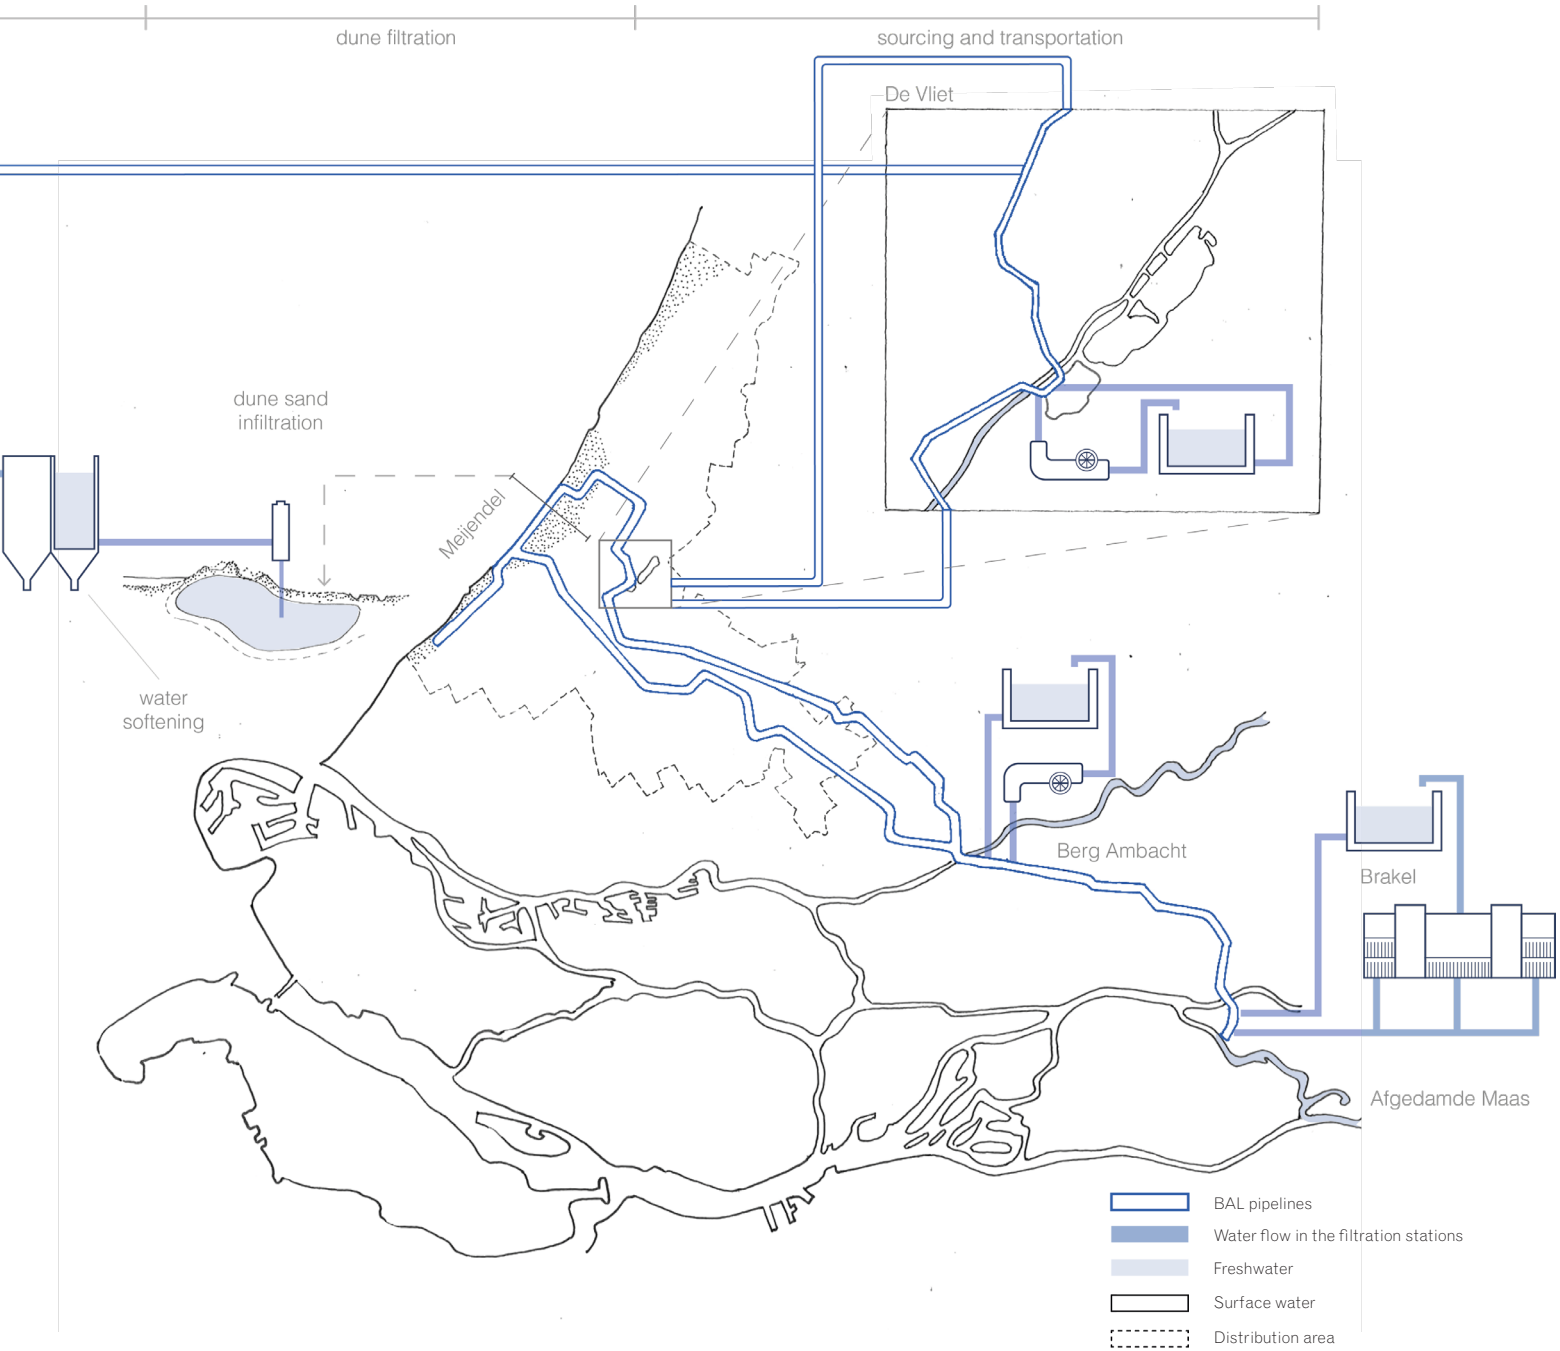 dune filtration
sourcing and transportation
De Vliet
dune sand
infiltration
Meijendel
water
softening
Berg Ambacht
Brakel
Afgedamde Maas
BAL pipelines
Water flow in the filtration stations
Freshwater
Surface water
Distribution area